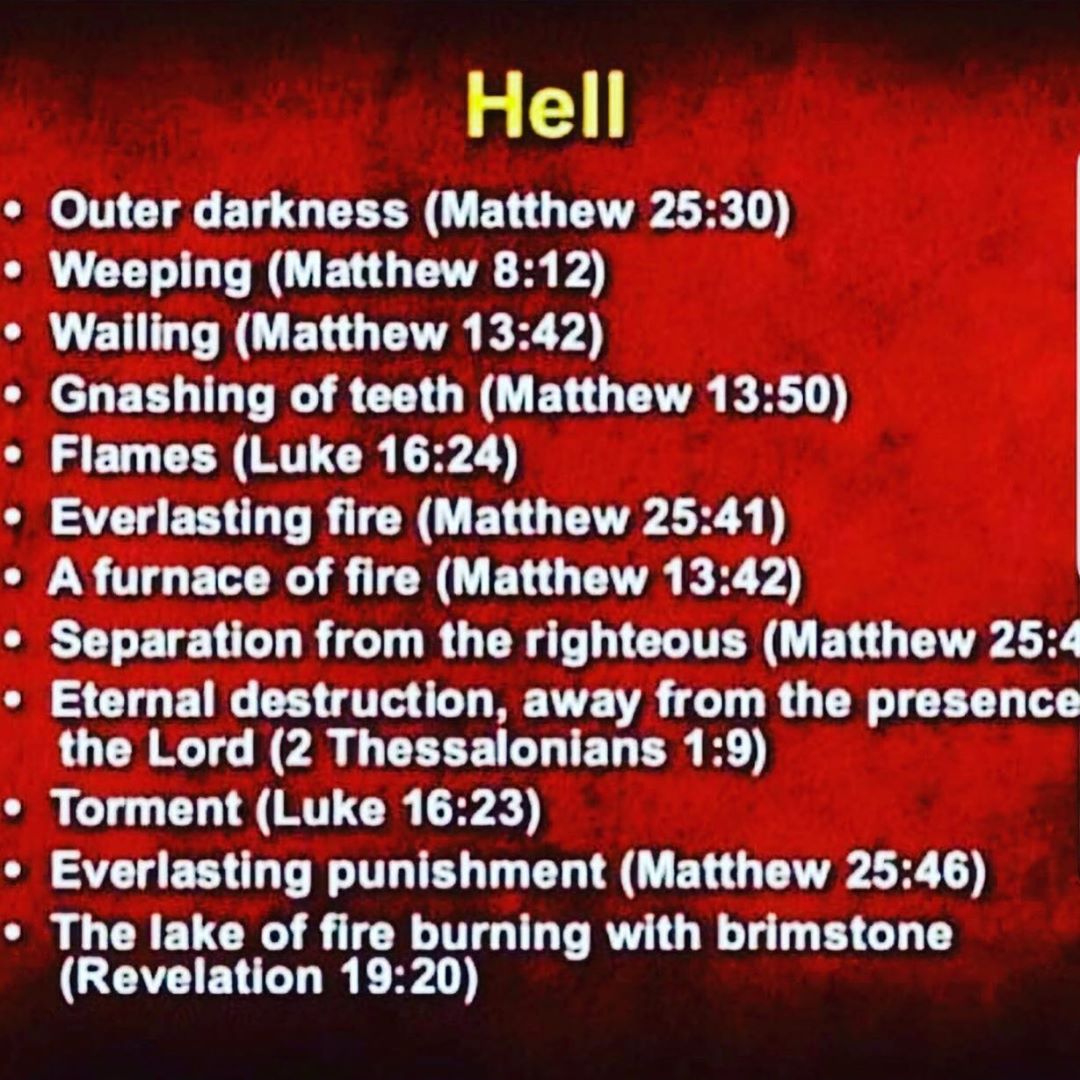 Hell
• Outer darkness (Matthew 25:30)
• Weeping (Matthew 8:12)
• Wailing (Matthew 13:42)
• Gnashing of teeth (Matthew 13:50)
• Flames (Luke 16:24)
• Everlasting fire (Matthew 25:41)
• A furnace of fire (Matthew 13:42)
• Separation from the righteous (Matthew 25:4
• Eternal destruction, away from the presence
the Lord (2 Thessalonians 1:9)
• Torment (Luke 16:23)
• Everlasting punishment (Matthew 25:46)
• The lake of fire burning with brimstone
(Revelation 19:20)